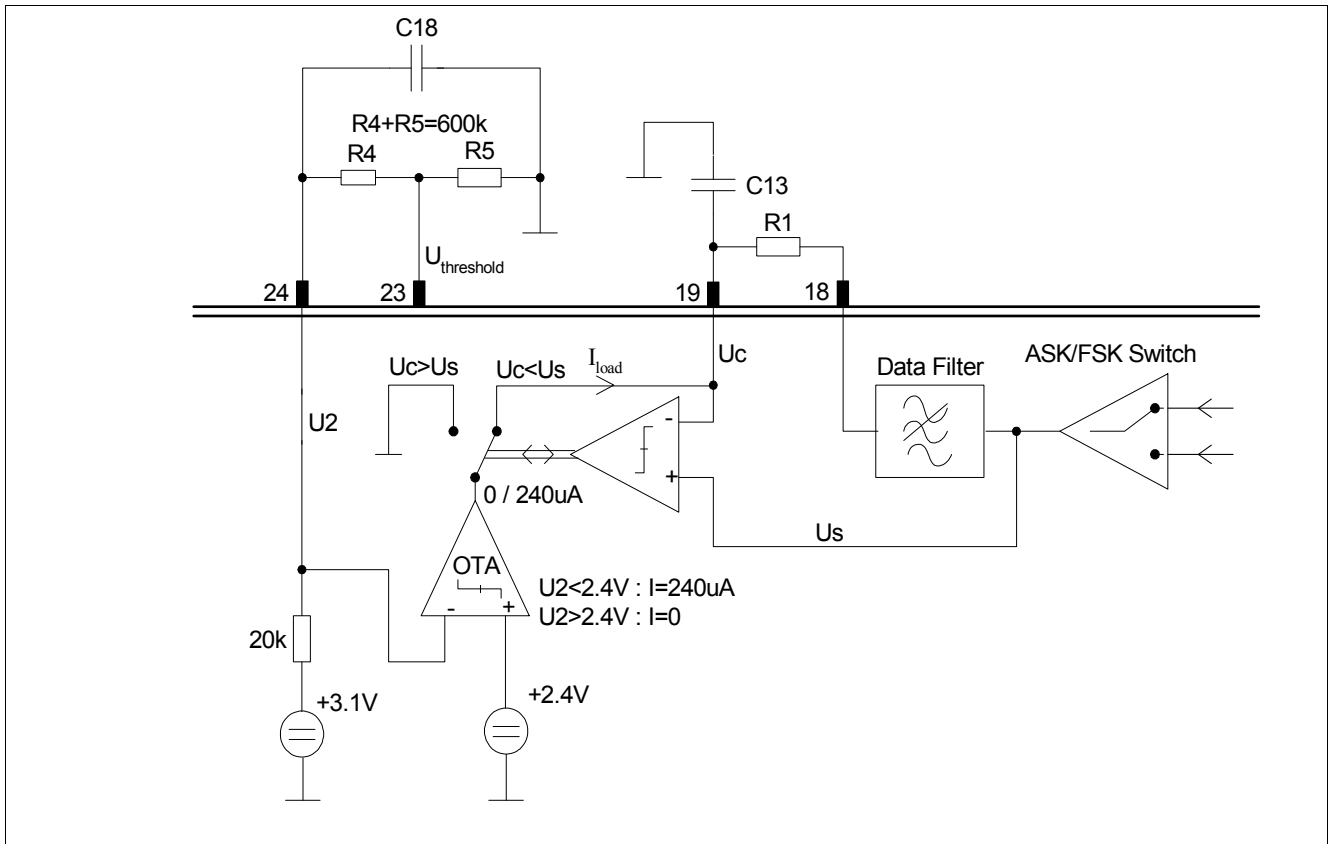 C18
R4+R5=600k
R4
R5
C13
R1
Uthreshold
24
23
19
18
Uc
Uc>Us
Uc<Us
Iload
Data Filter
ASK/FSK Switch
U2
-
+
0 / 240uA
Us
OTA
U2<2.4V : I=240uA
U2>2.4V : I=0
-
+
20k
+3.1V
+2.4V